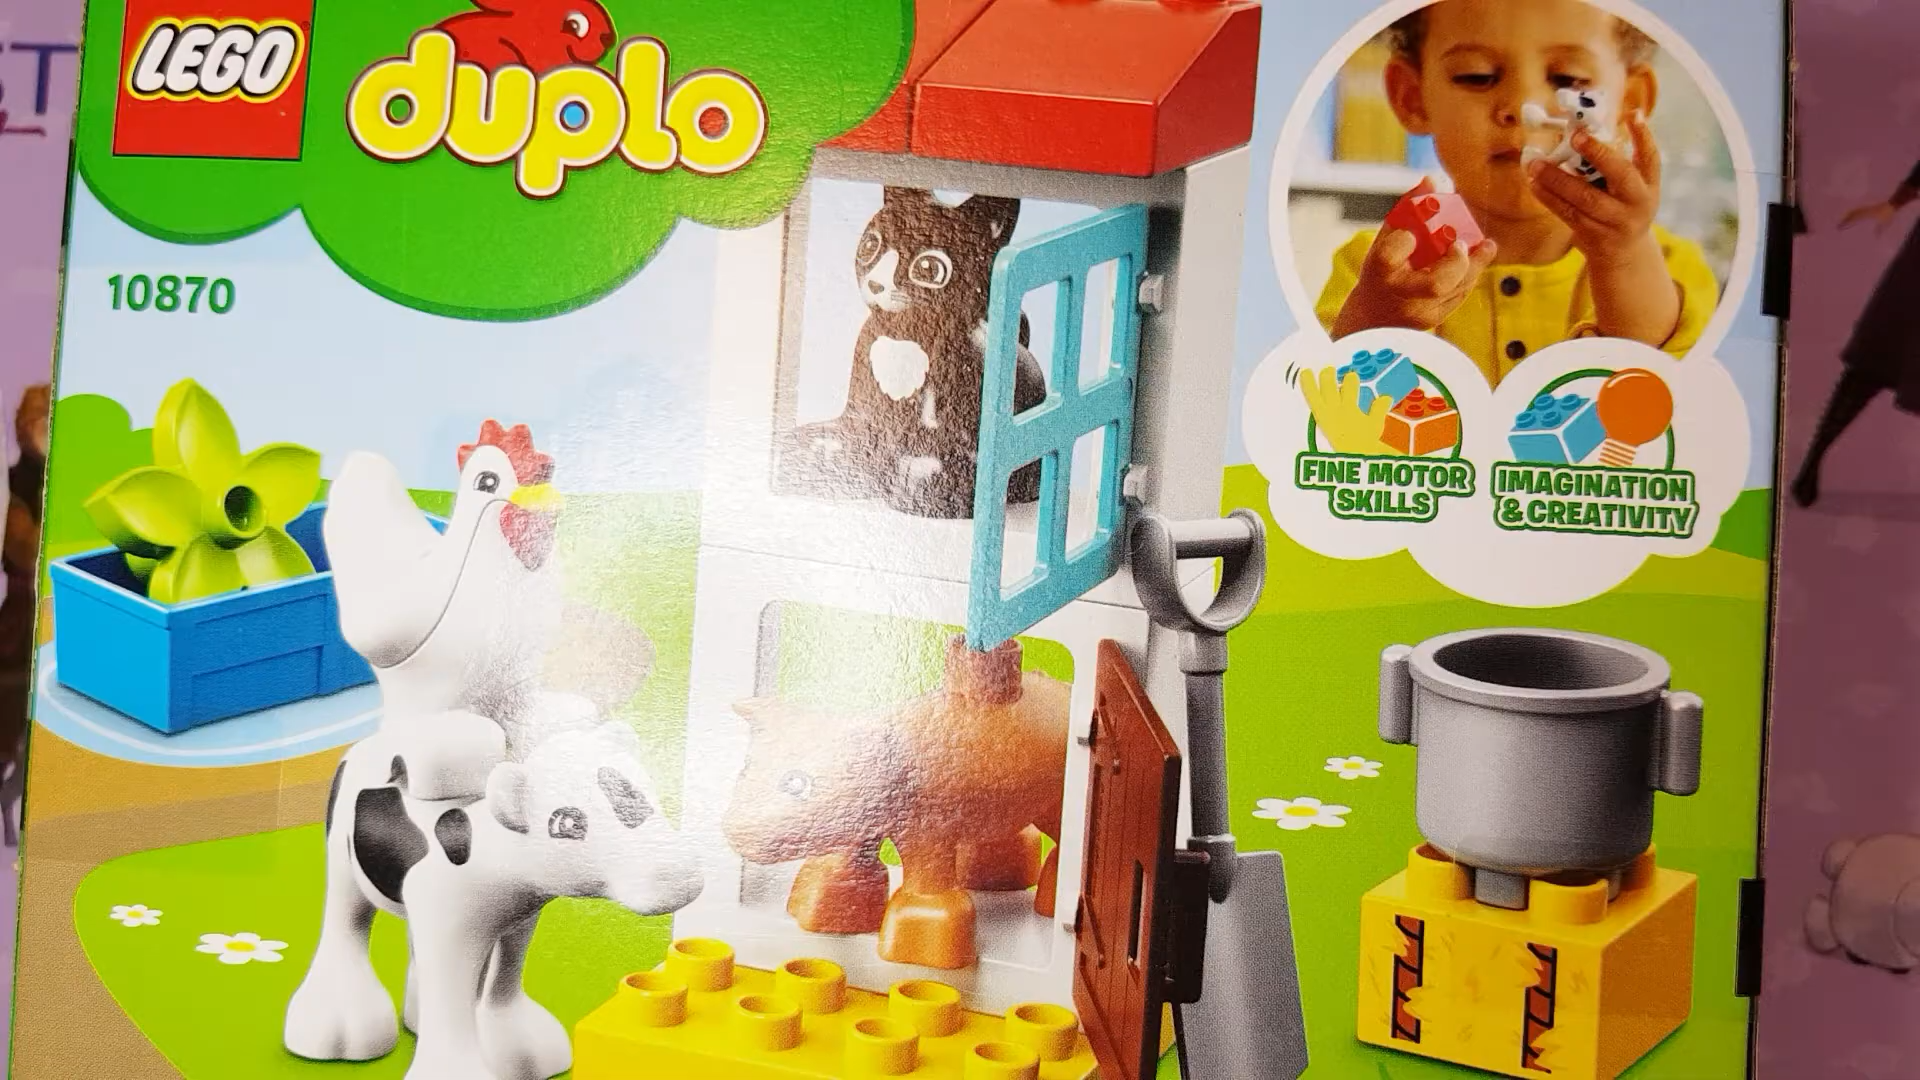 LEGO
duplo
10870
FINE MOTOR
SKILLS
IMAGINATION
& CREATIVITY